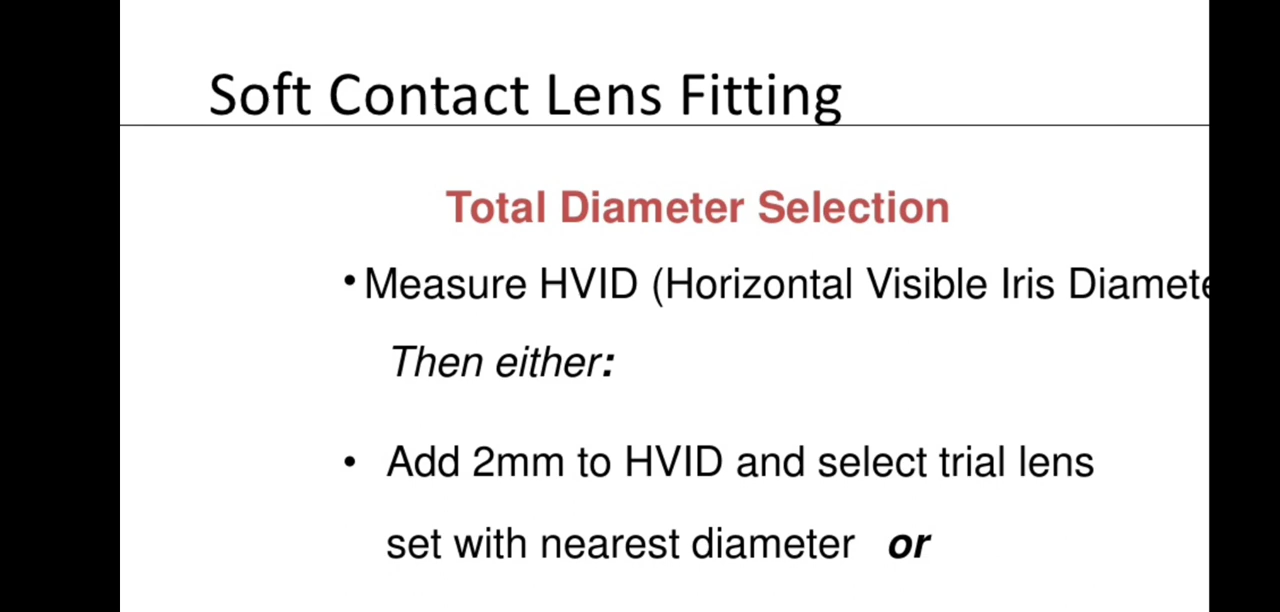 Soft Contact Lens Fitting
Total Diameter Selection
• Measure HVID (Horizontal Visible Iris Diamete
Then either:
• Add 2mm to HVID and select trial lens
set with nearest diameter or